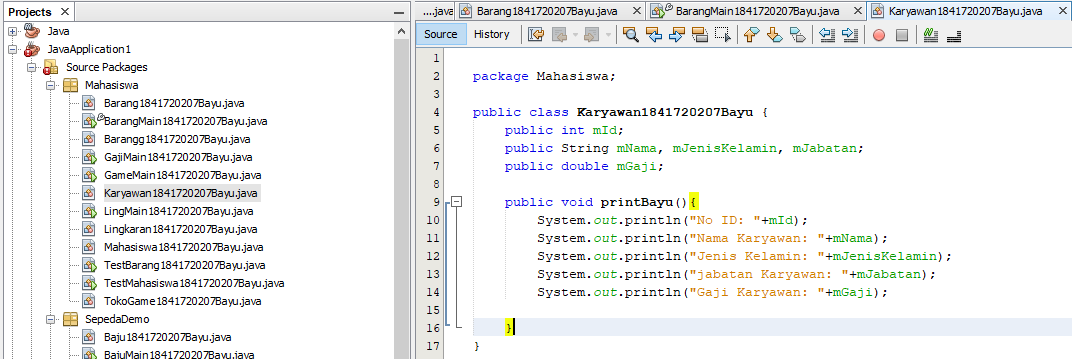 Projects
Java
JavaApplication1
Source Packages
Mahasiswa
Barang1841720207Bayu.java
BarangMain1841720207Bayu.java
Barangg1841720207Bayu.java
GajiMain1841720207Bayu.java
GameMain1841720207Bayu.java
Karyawan1841720207Bayu.java
LingMain1841720207Bayu.java
Lingkaran1841720207Bayu.java
Mahasiswa1841720207Bayu.java
TestBarang1841720207Bayu.java
TestMahasiswa1841720207Bayu.java
TokoGame1841720207Bayu.java
SepedaDemo
Baju1841720207Bayu.java
BajuMain1841720207Bayu.java
....java Barang1841720207Bayu.java BarangMain1841720207Bayu.java Karyawan1841720207Bayu.java
Source History
1
2 package Mahasiswa;
3
4 public class Karyawan1841720207Bayu {
5 public int mId;
6 public String mNama, mJenisKelamin, mJabatan;
7 public double mGaji;
8
9 public void printBayu(){
10 System.out.println("No ID: "+mId);
11 System.out.println("Nama Karyawan: "+mNama);
12 System.out.println("Jenis Kelamin: "+mJenisKelamin);
13 System.out.println("jabatan Karyawan: "+mJabatan);
14 System.out.println("Gaji Karyawan: "+mGaji);
15
16 }
17 }